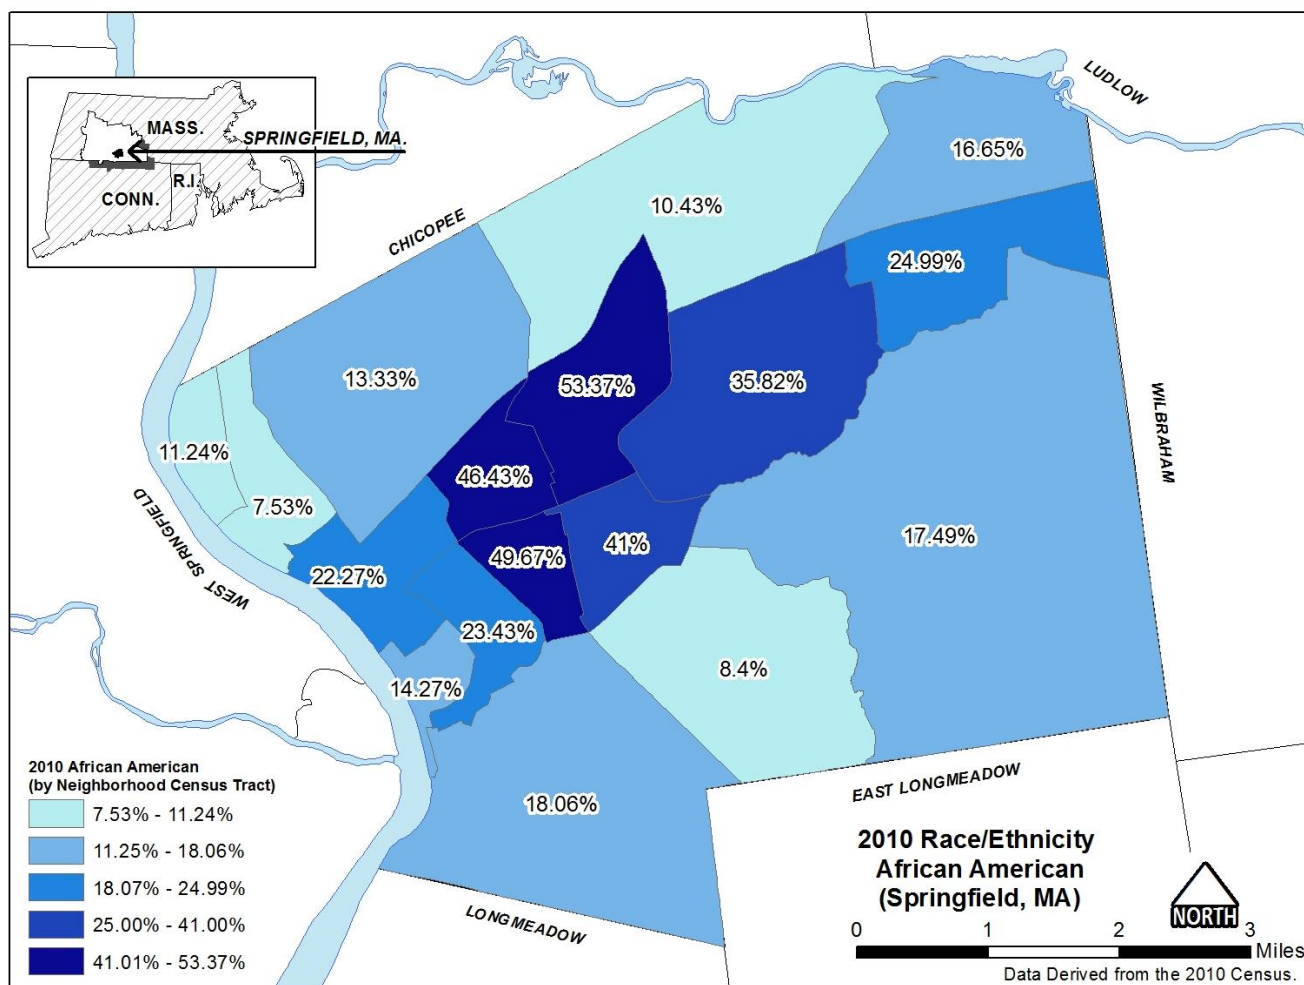 LUDLOW
MASS.
SPRINGFIELD, MA.
R.I.
CONN.
CHICOPEE
16.65%
10.43%
24.99%
13.33%
53.37%
35.82%
WILBRAHAM
11.24%
46.43%
7.53%
WEST SPRINGFIELD
49.67%
41%
17.49%
22.27%
23.43%
8.4%
14.27%
18.06%
EAST LONGMEADOW
LONGMEADOW
2010 African American
(by Neighborhood Census Tract)
7.53% - 11.24%
11.25% - 18.06%
18.07% - 24.99%
25.00% - 41.00%
41.01% - 53.37%
2010 Race/Ethnicity
African American
(Springfield, MA)
NORTH
0 1 2 3
Miles
Data Derived from the 2010 Census.